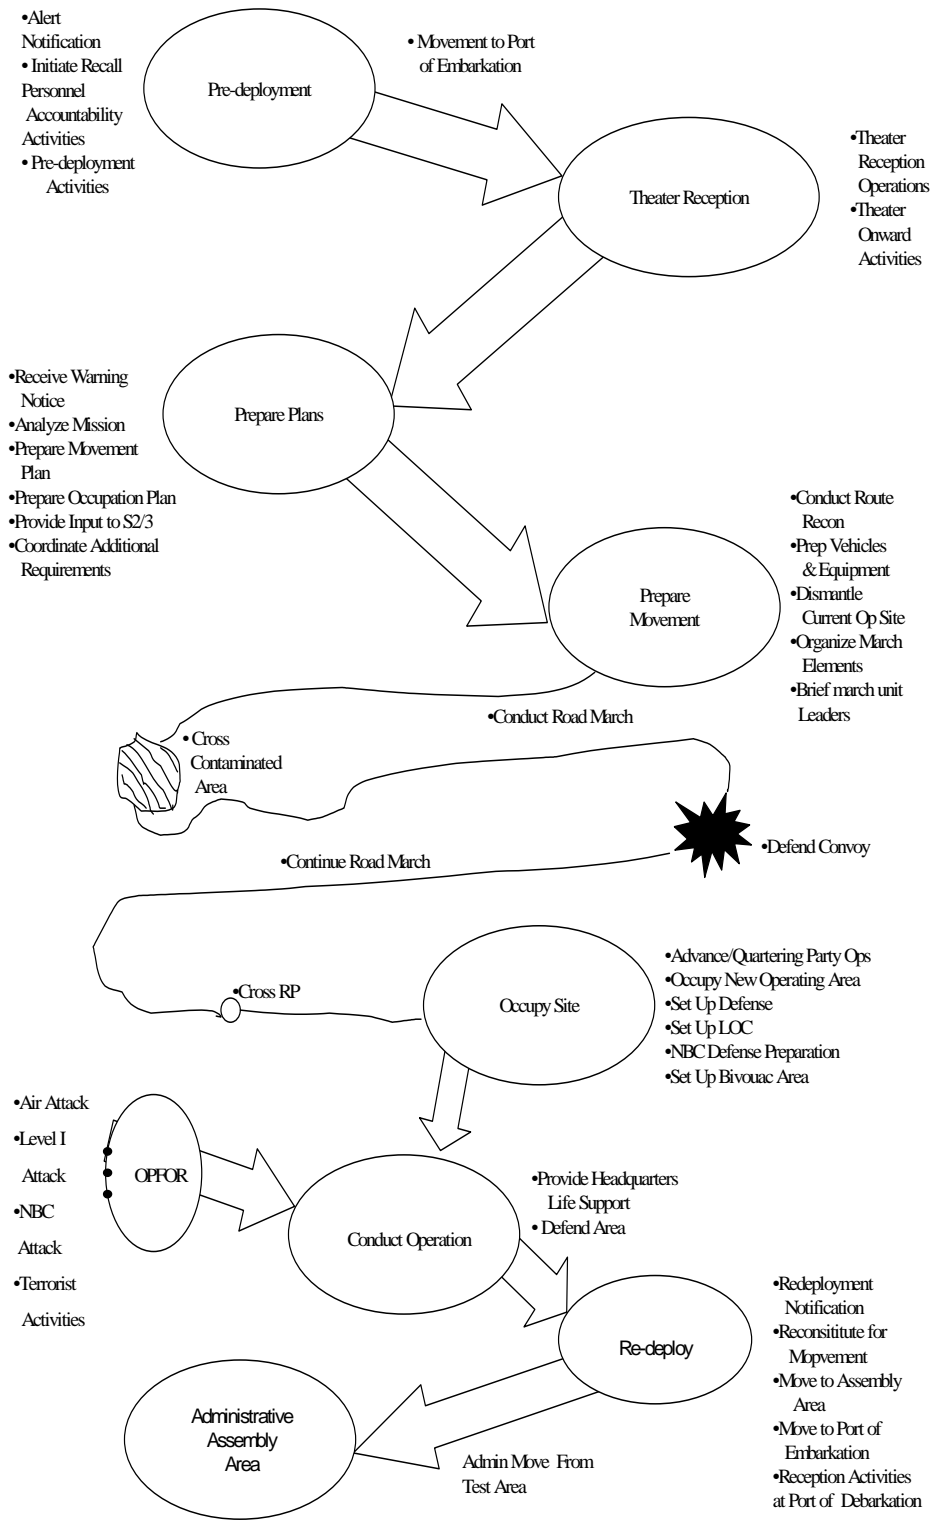 •Alert
Notification
• Initiate Recall
Personnel
Accountability
Activities
• Pre-deployment
Activities
Pre-deployment
• Movement to Port
of Embarkation
Theater Reception
•Theater
Reception
Operations
•Theater
Onward
Activities
•Receive Warning
Notice
•Analyze Mission
•Prepare Movement
Plan
•Prepare Occupation Plan
•Provide Input to S2/3
•Coordinate Additional
Requirements
Prepare Plans
Prepare
Movement
•Conduct Route
Recon
•Prep Vehicles
& Equipment
•Dismantle
Current Op Site
•Organize March
Elements
•Brief march unit
Leaders
•Conduct Road March
• Cross
Contaminated
Area
•Defend Convoy
•Continue Road March
•Cross RP
Occupy Site
•Advance/Quartering Party Ops
•Occupy New Operating Area
•Set Up Defense
•Set Up LOC
•NBC Defense Preparation
•Set Up Bivouac Area
•Air Attack
•Level I
Attack
•NBC
Attack
•Terrorist
Activities
OPFOR
Conduct Operation
•Provide Headquarters
Life Support
• Defend Area
Re-deploy
•Redeployment
Notification
•Reconsititute for
Mopvement
•Move to Assembly
Area
•Move to Port of
Embarkation
•Reception Activities
at Port of Debarkation
Administrative
Assembly
Area
Admin Move From
Test Area